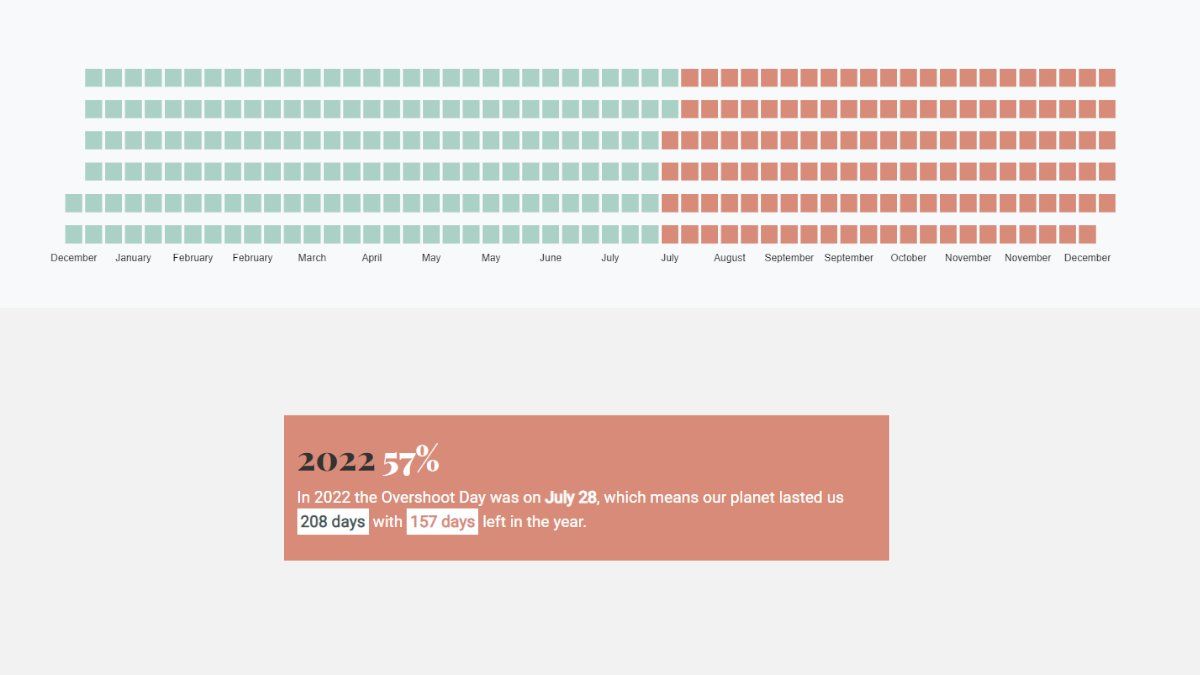 December January February February March April May May June July July August September September October November November December
2022 57%
In 2022 the Overshoot Day was on July 28, which means our planet lasted us
208 days with 157 days left in the year.